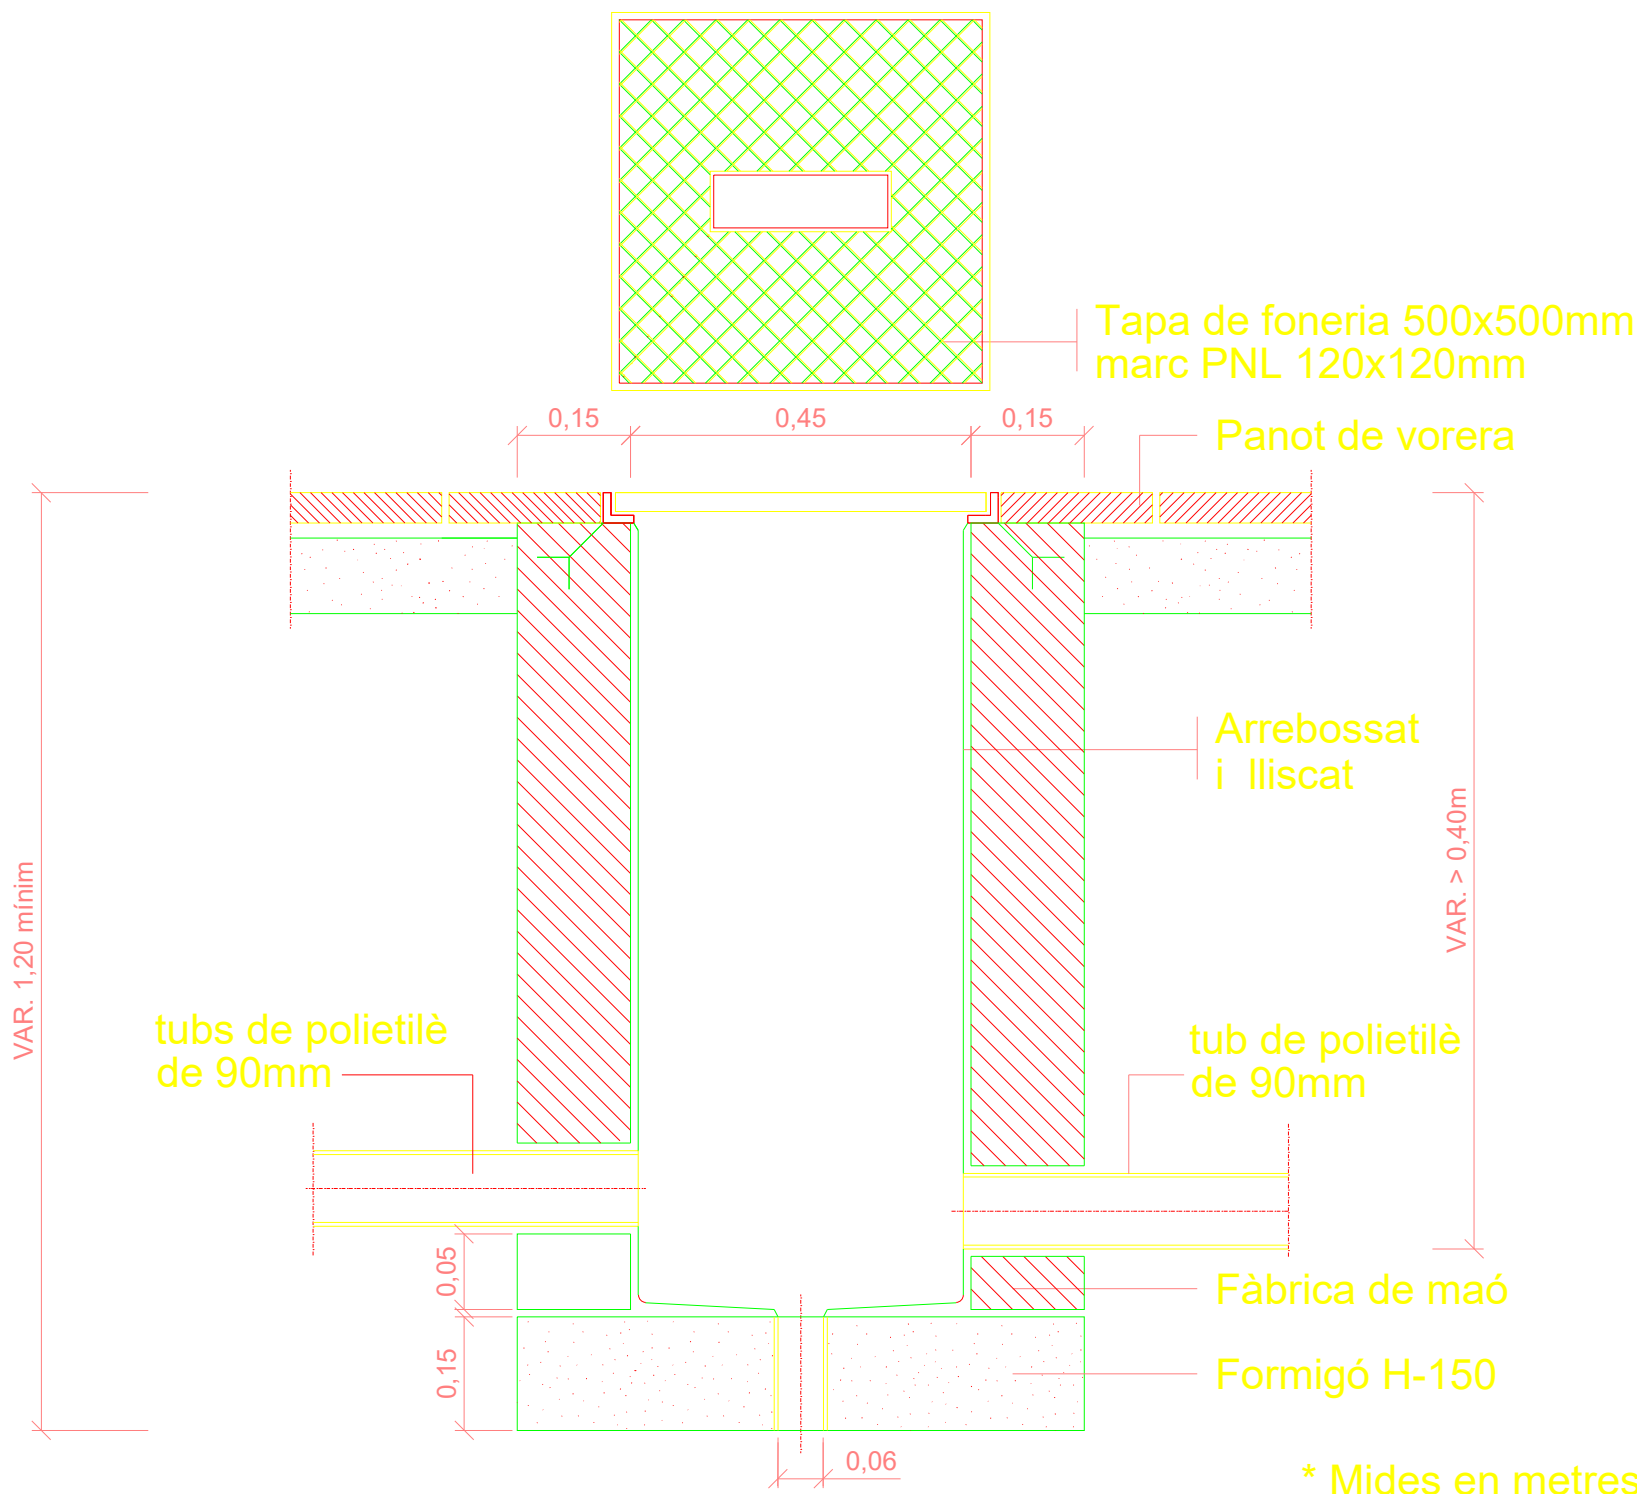 Tapa de foneria 500x500mm
marc PNL 120x120mm
0,15
0,45
0,15
Panot de vorera
Arrebossat
i lliscat
VAR. > 0,40m
VAR. 1,20 mínim
tubs de polietilè
de 90mm
tub de polietilè
de 90mm
0,05
Fàbrica de maó
0,15
Formigó H-150
0,06
* Mides en metres